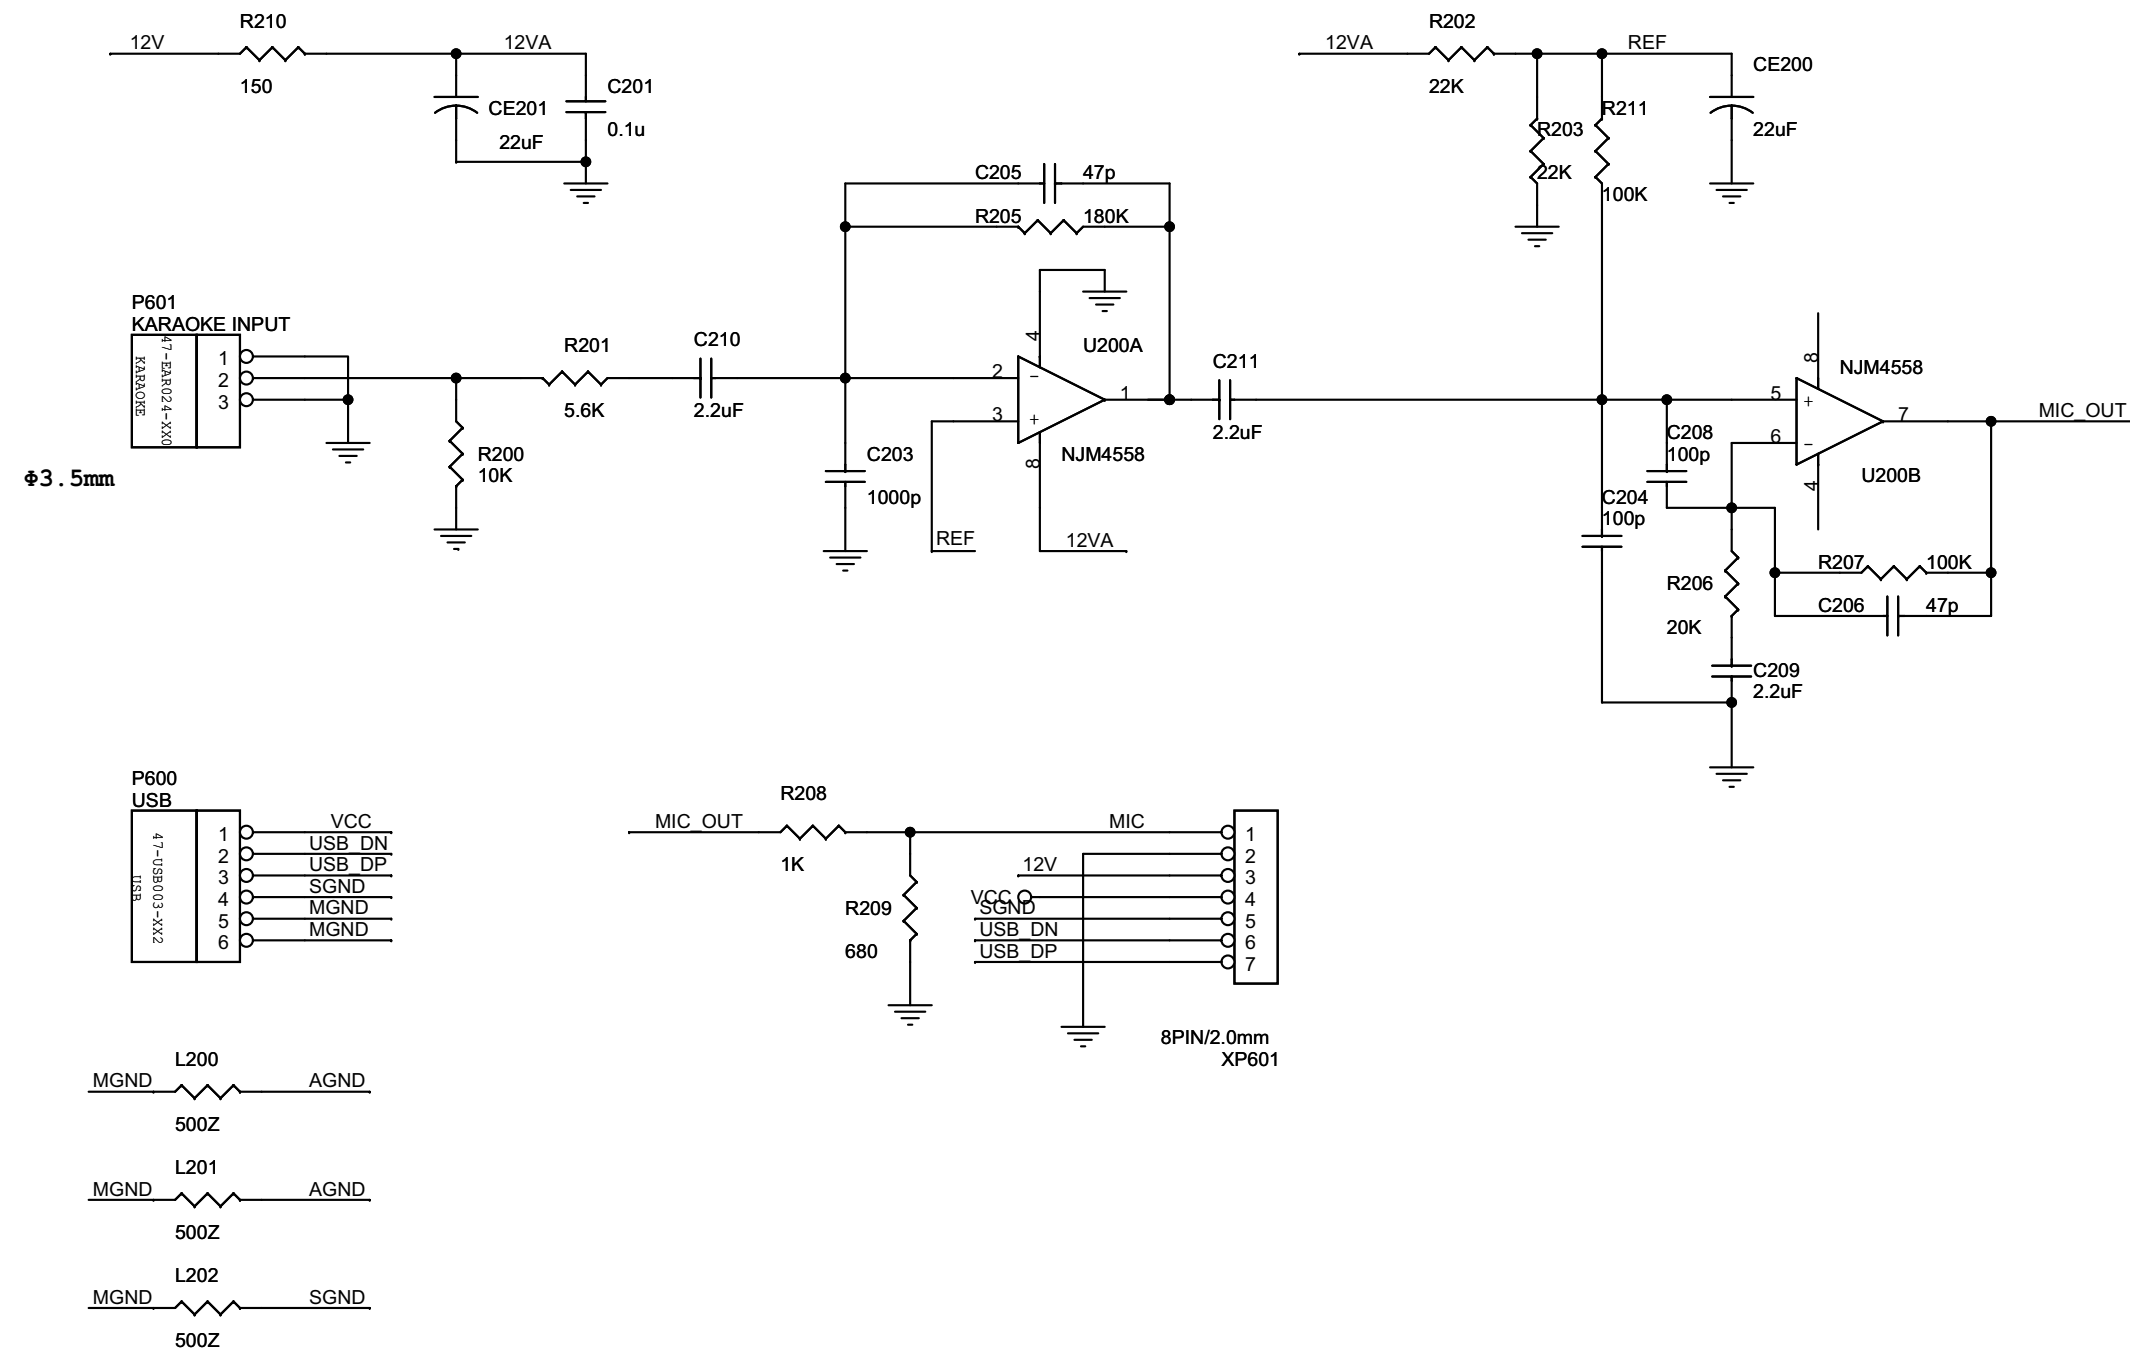 R210
12V
12VA
150
CE201
22uF
C201
0.1u
R202
12VA
REF
22K
R203
22K
R211
100K
CE200
22uF
C205
47p
R205
180K
P601
KARAOKE INPUT
47-EAR024-XX0
KARAOKE
1
2
3
Φ3.5mm
R200
10K
R201
5.6K
C210
2.2uF
C203
1000p
4
U200A
2
-
1
3
+
8
NJM4558
REF
12VA
C211
2.2uF
8
NJM4558
5
+
7
6
-
4
U200B
MIC_OUT
C208
100p
C204
100p
R207
100K
R206
20K
C206
47p
C209
2.2uF
P600
USB
47-USB003-XX2
USB
1
VCC
2
USB_DN
3
USB_DP
4
SGND
5
MGND
6
MGND
R208
MIC_OUT
MIC
1K
R209
680
12V
VCC
SGND
USB_DN
USB_DP
1
2
3
4
5
6
7
8PIN/2.0mm
XP601
L200
MGND
AGND
500Z
L201
MGND
AGND
500Z
L202
MGND
SGND
500Z